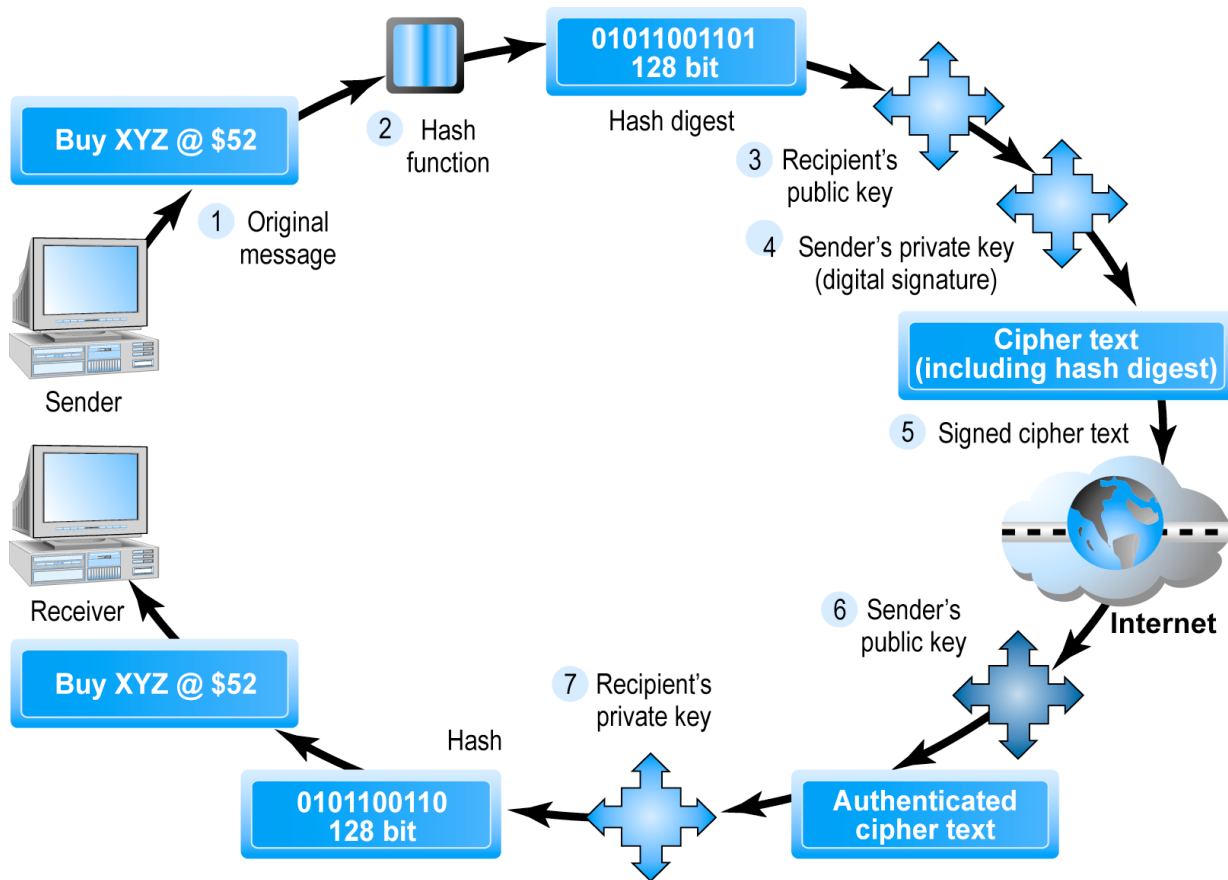 01011001101
128 bit
Hash digest
Buy XYZ @ $52
2 Hash
function
3 Recipient's
public key
1 Original
message
4 Sender's private key
(digital signature)
Cipher text
(including hash digest)
Sender
5 Signed cipher text
Receiver
6 Sender's
public key
Internet
Buy XYZ @ $52
7 Recipient's
private key
Hash
0101100110
128 bit
Authenticated
cipher text